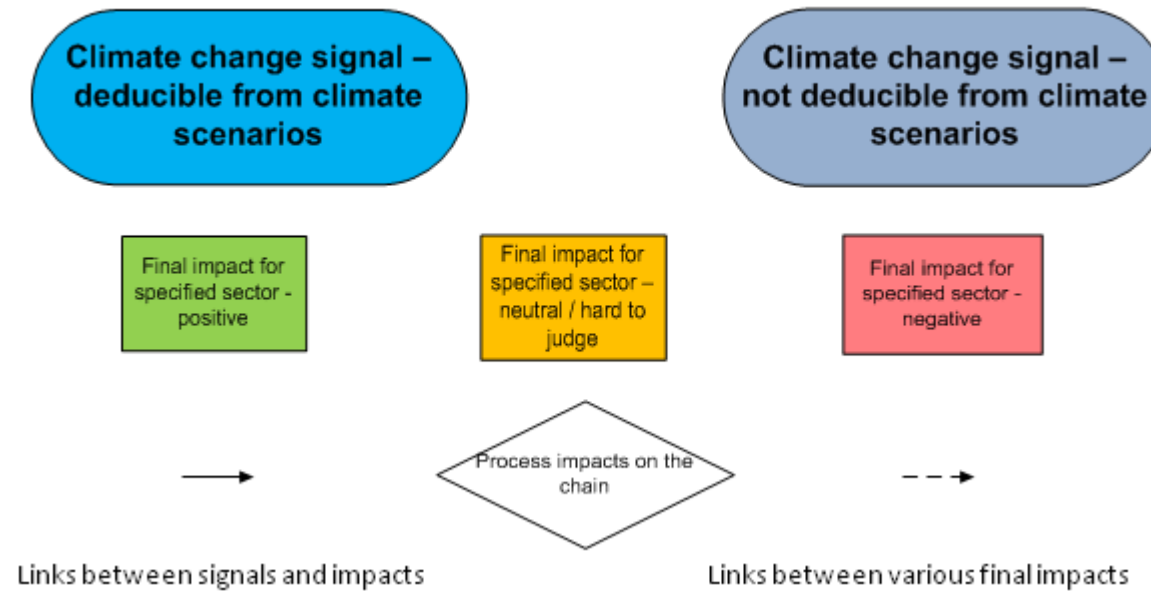 Climate change signal –
deducible from climate
scenarios
Climate change signal –
not deducible from climate
scenarios
Final impact for
specified sector -
positive
Final impact for
specified sector –
neutral / hard to
judge
Final impact for
specified sector -
negative
Process impacts on the
chain
Links between signals and impacts
Links between various final impacts